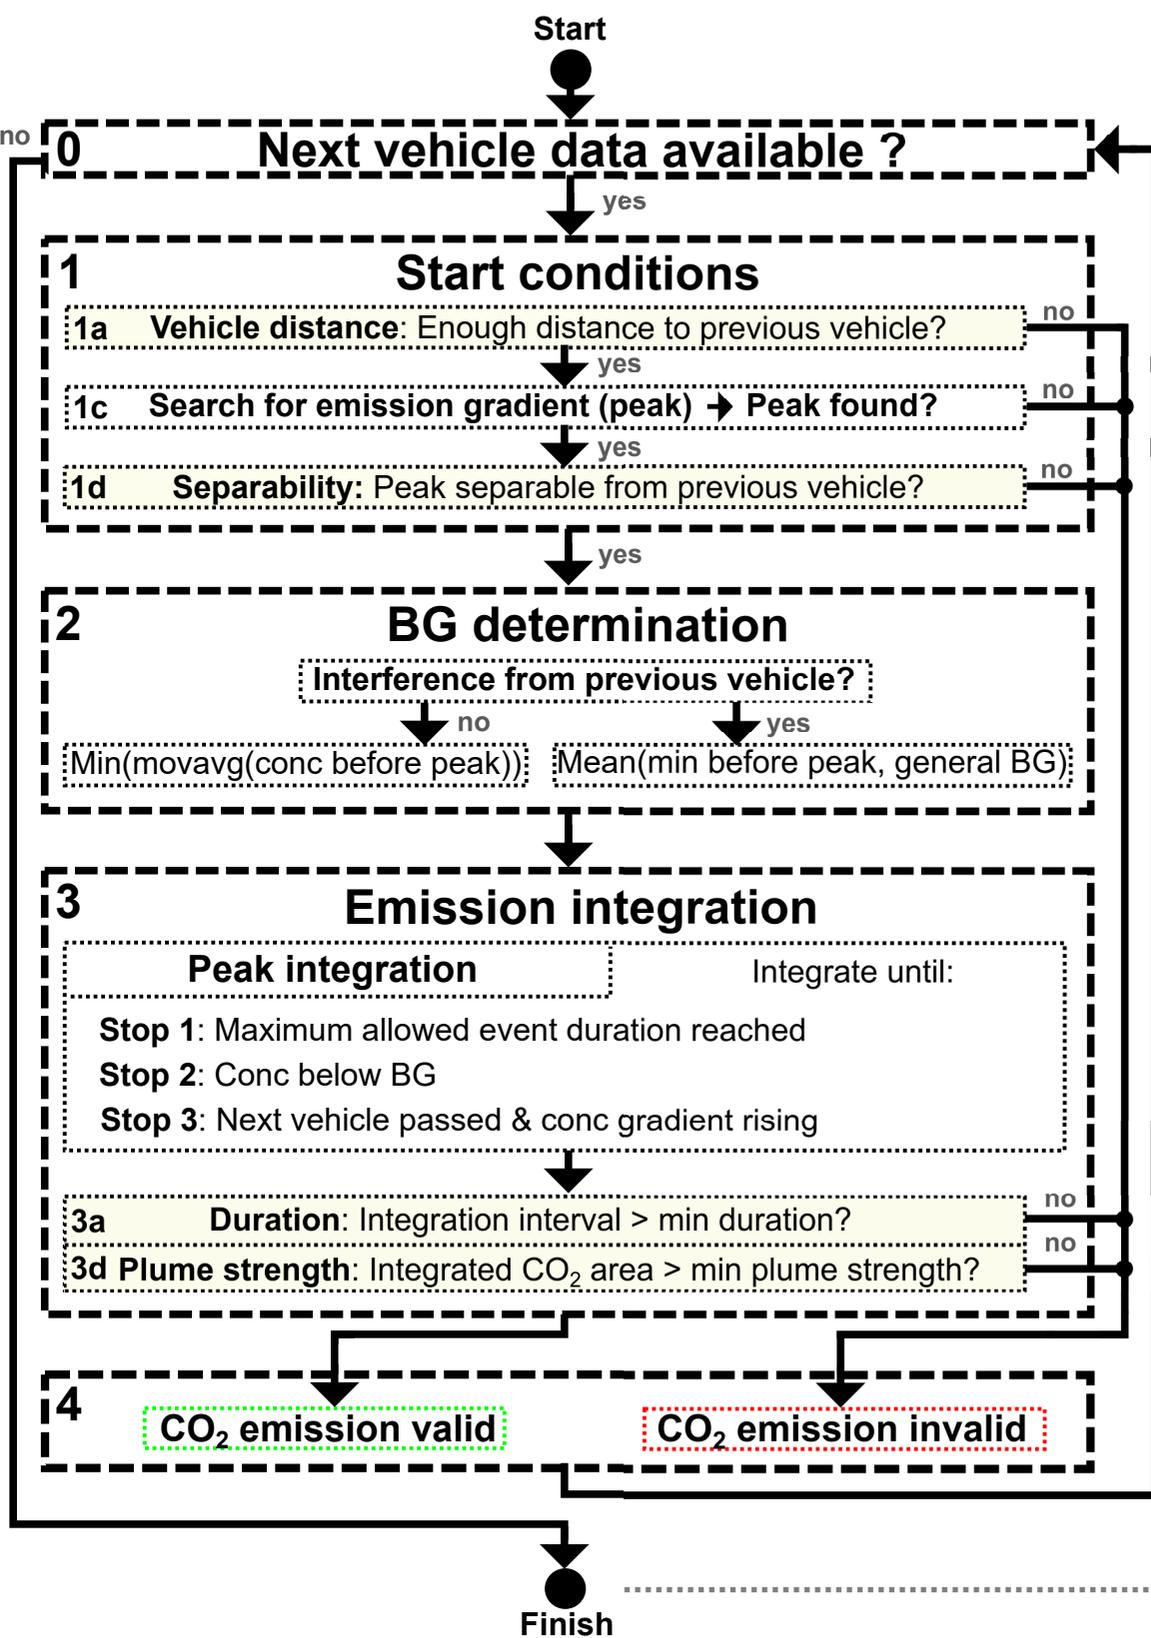 Start
no
0 Next vehicle data available ?
yes
1 Start conditions
no
1a Vehicle distance: Enough distance to previous vehicle?
yes
no
1c Search for emission gradient (peak) → Peak found?
yes
no
1d Separability: Peak separable from previous vehicle?
yes
2 BG determination
Interference from previous vehicle?
no
yes
Min(movavg(conc before peak))
Mean(min before peak, general BG)
3 Emission integration
Peak integration
Integrate until:
Stop 1: Maximum allowed event duration reached
Stop 2: Conc below BG
Stop 3: Next vehicle passed & conc gradient rising
no
3a Duration: Integration interval > min duration?
no
3d Plume strength: Integrated CO₂ area > min plume strength?
4
CO₂ emission valid
CO₂ emission invalid
Finish